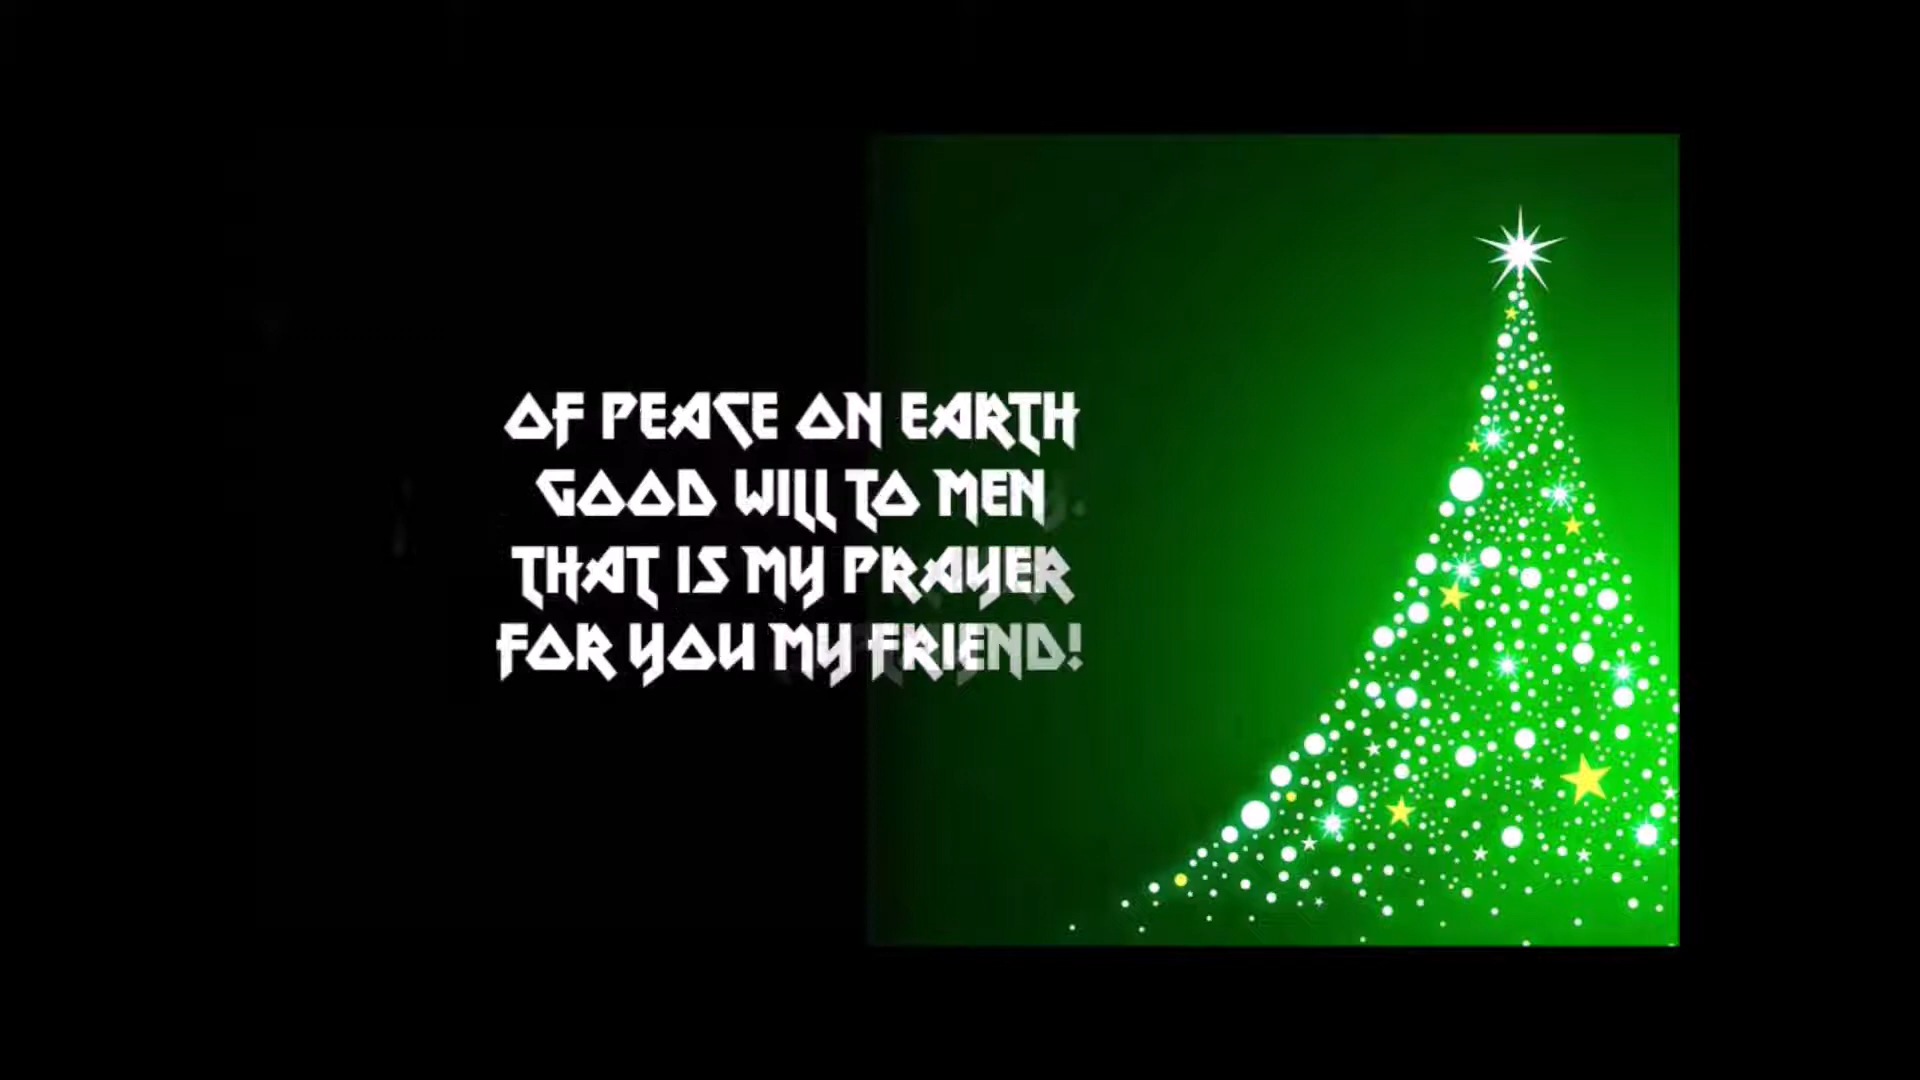 OF PEACE ON EARTH
GOOD WILL TO MEN
THAT IS MY PRAYER
FOR YOU MY FRIEND!